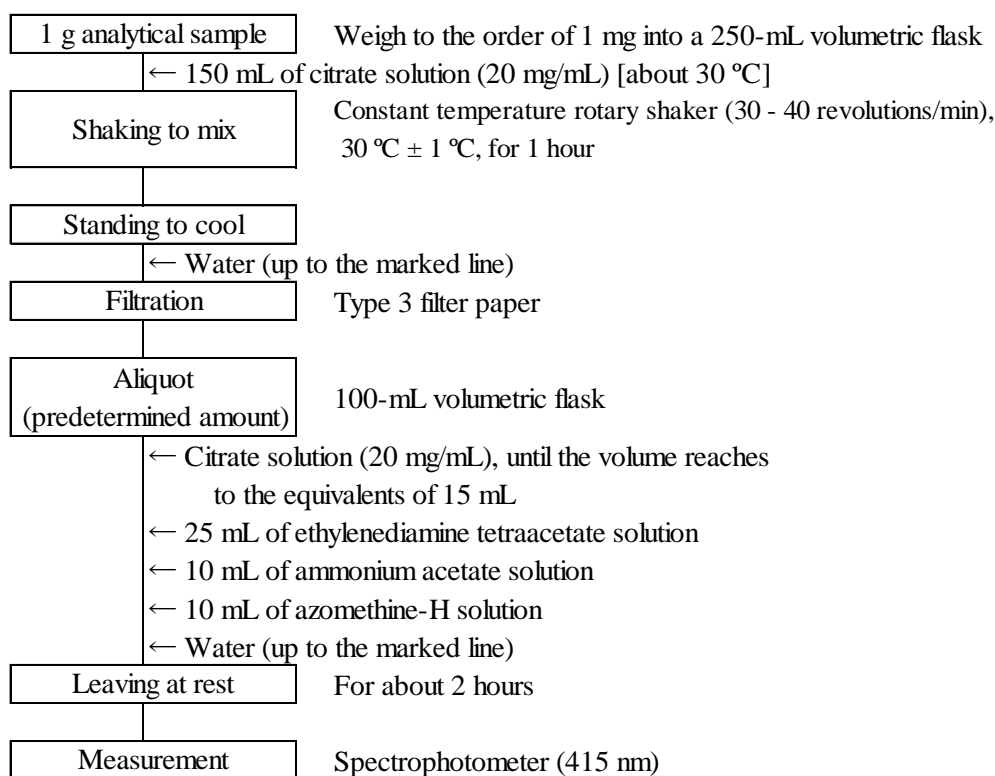 1 g analytical sample Weigh to the order of 1 mg into a 250-mL volumetric flask
← 150 mL of citrate solution (20 mg/mL) [about 30 ºC]
Shaking to mix Constant temperature rotary shaker (30 - 40 revolutions/min),
30 ºC ± 1 ºC, for 1 hour
Standing to cool
← Water (up to the marked line)
Filtration Type 3 filter paper
Aliquot
(predetermined amount) 100-mL volumetric flask
← Citrate solution (20 mg/mL), until the volume reaches
to the equivalents of 15 mL
← 25 mL of ethylenediamine tetraacetate solution
← 10 mL of ammonium acetate solution
← 10 mL of azomethine-H solution
← Water (up to the marked line)
Leaving at rest For about 2 hours
Measurement Spectrophotometer (415 nm)